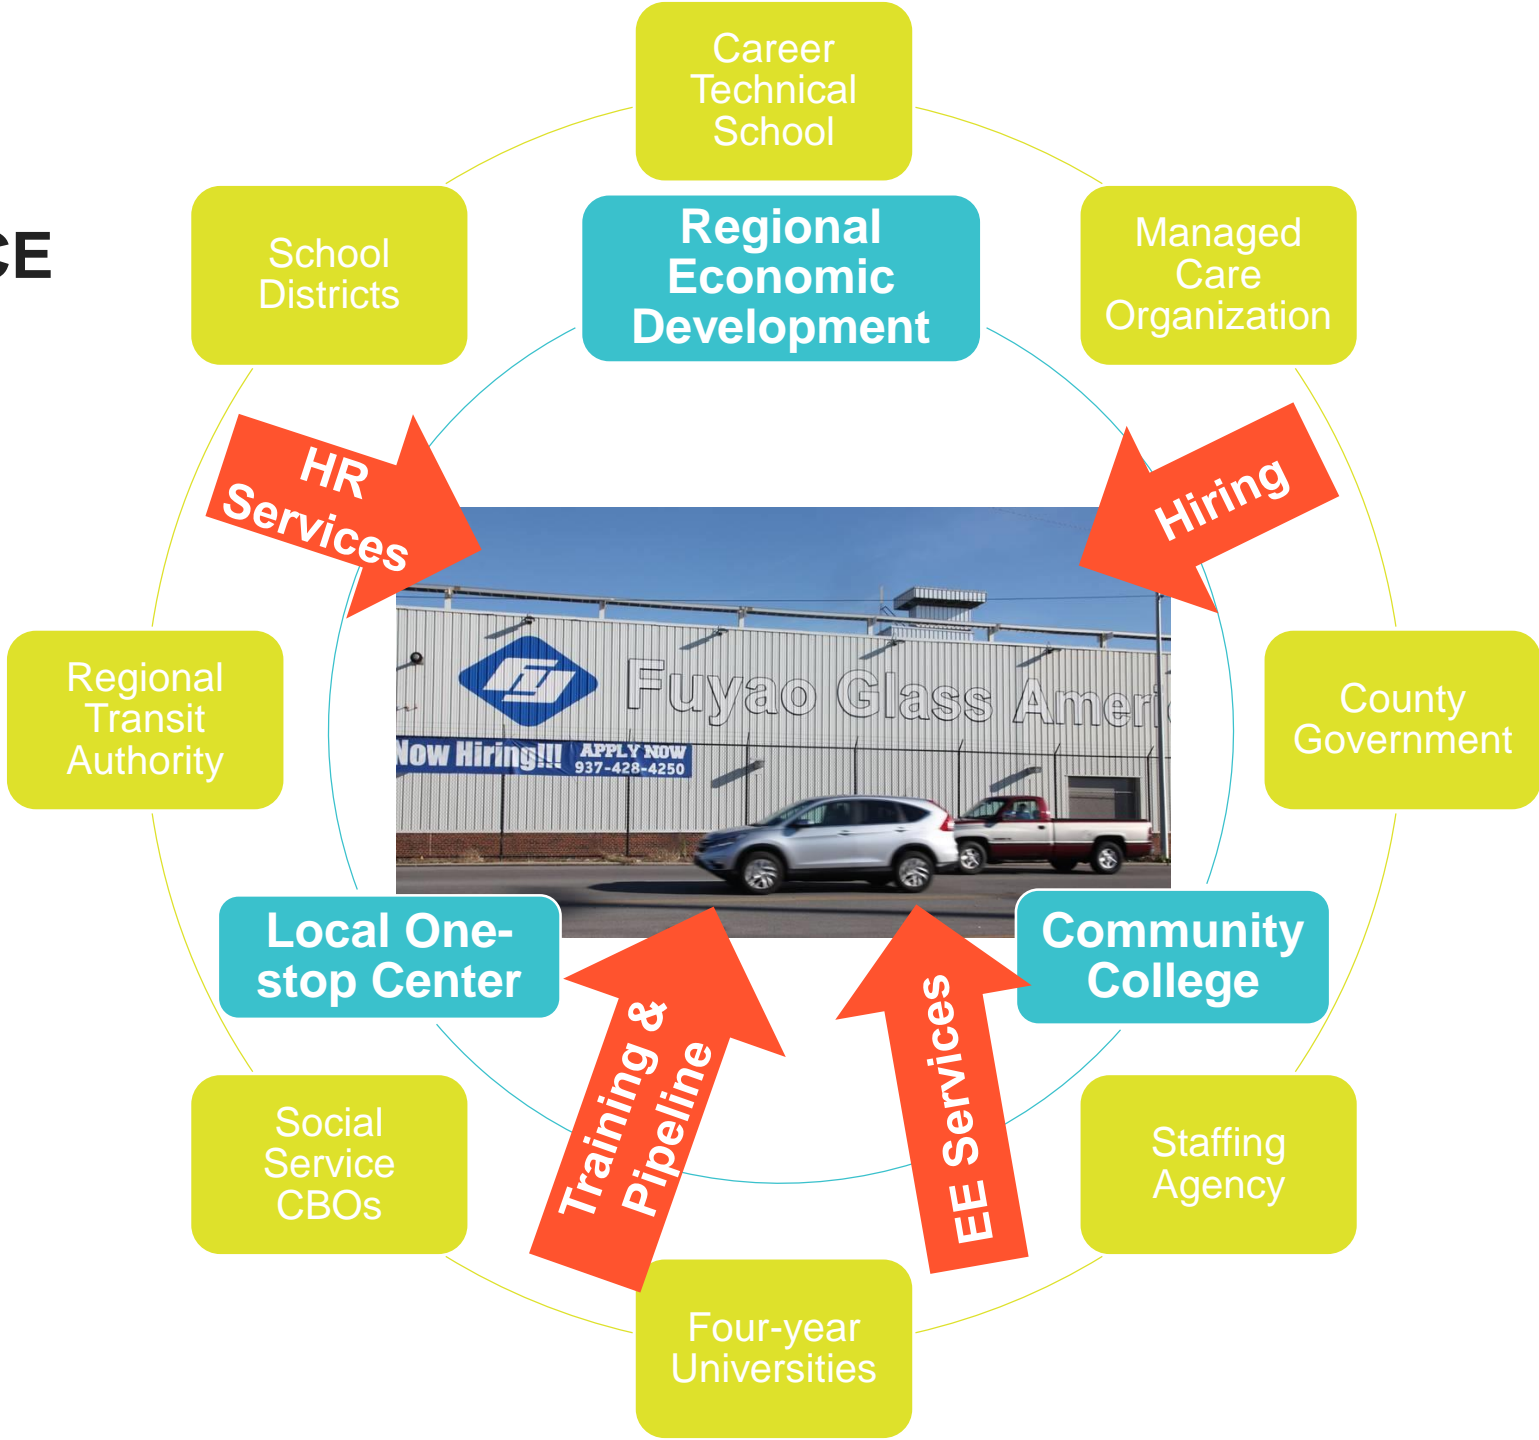 Career
Technical
School
CE
School
Districts
Regional
Economic
Development
Managed
Care
Organization
HR
Services
Hiring
Fuyao Glass Ameri
Now Hiring!!! APPLY NOW
937-428-4250
Regional
Transit
Authority
County
Government
Local One-
stop Center
Community
College
Training &
Pipeline
EE Services
Social
Service
CBOs
Staffing
Agency
Four-year
Universities